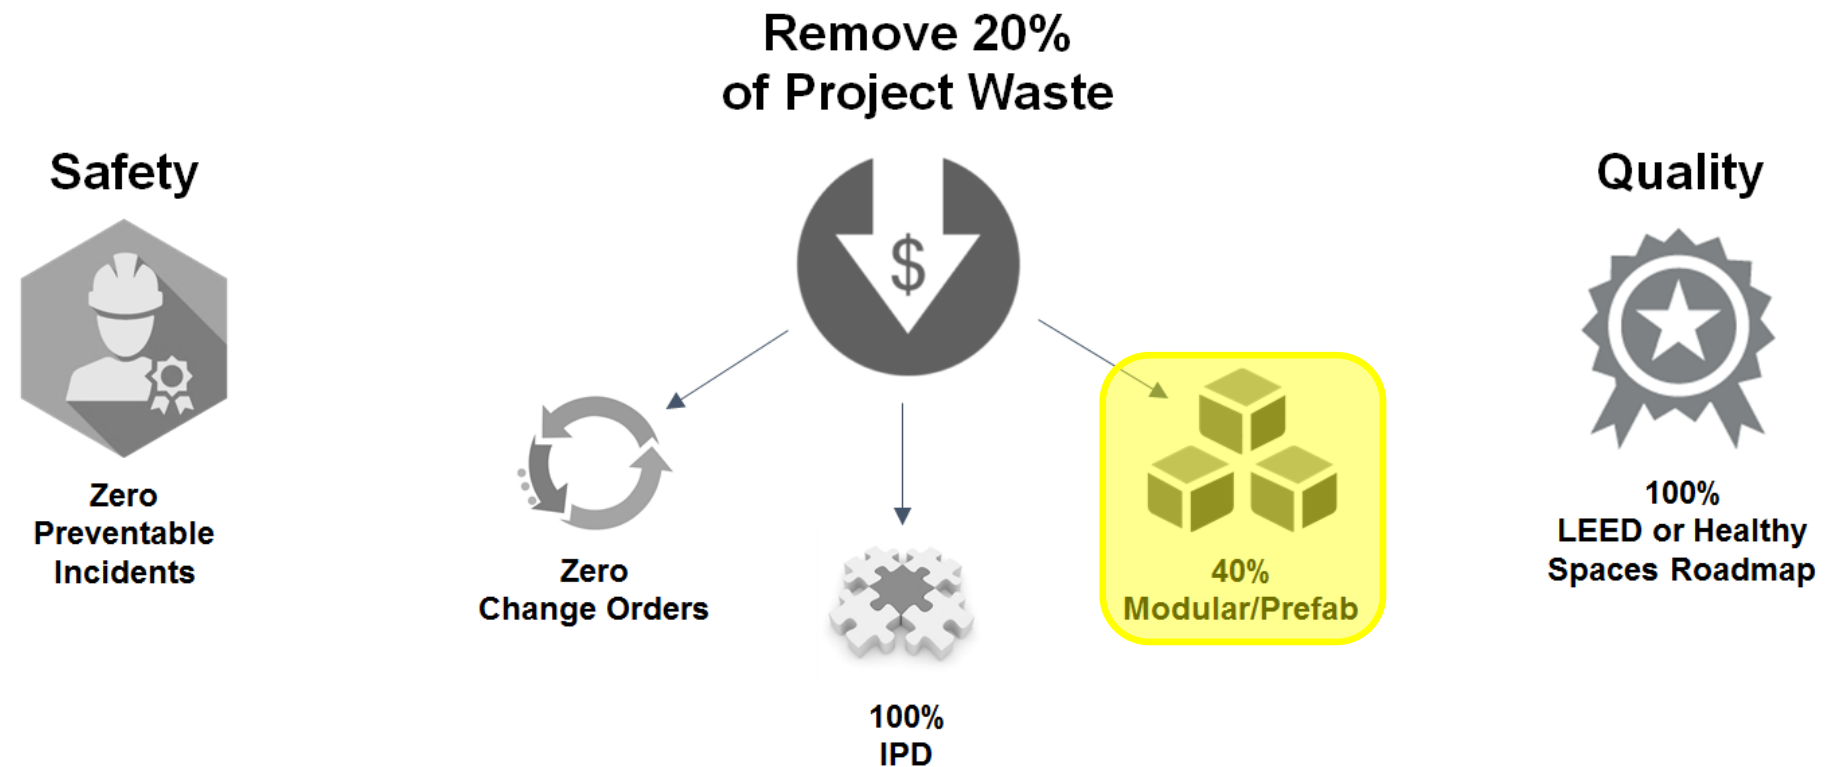 Remove 20%
of Project Waste
Safety
Quality
$
Zero
Preventable
Incidents
Zero
Change Orders
100%
IPD
40%
Modular/Prefab
100%
LEED or Healthy
Spaces Roadmap